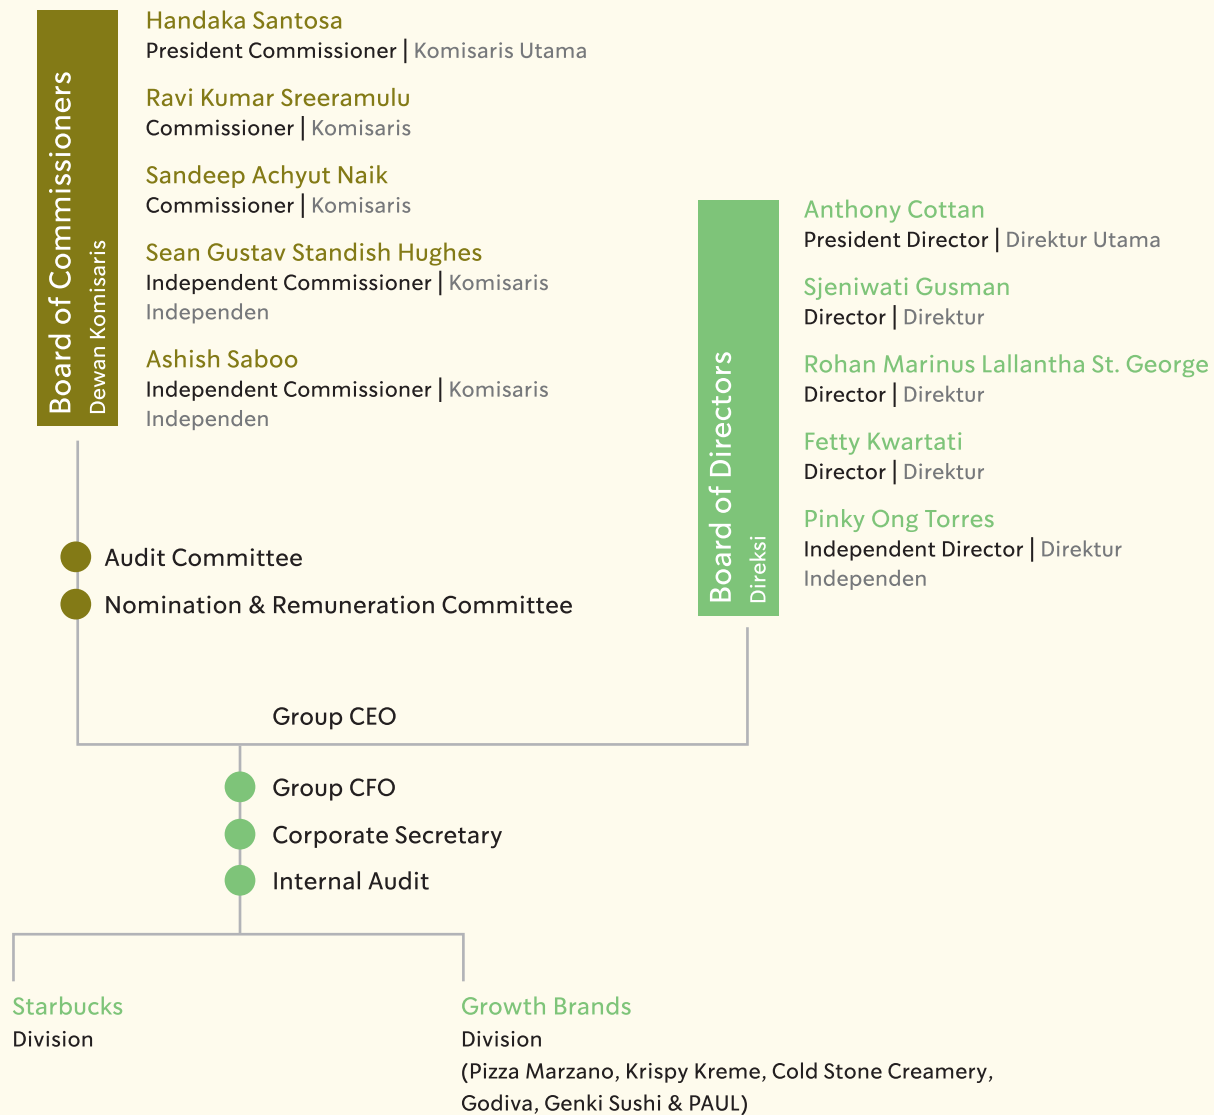 Board of Commissioners
Dewan Komisaris
Handaka Santosa
President Commissioner | Komisaris Utama
Ravi Kumar Sreeramulu
Commissioner | Komisaris
Sandeep Achyut Naik
Commissioner | Komisaris
Sean Gustav Standish Hughes
Independent Commissioner | Komisaris
Independen
Ashish Saboo
Independent Commissioner | Komisaris
Independen
Board of Directors
Direksi
Anthony Cottan
President Director | Direktur Utama
Sjeniwati Gusman
Director | Direktur
Rohan Marinus Lallantha St. George
Director | Direktur
Fetty Kwartati
Director | Direktur
Pinky Ong Torres
Independent Director | Direktur
Independen
Audit Committee
Nomination & Remuneration Committee
Group CEO
Group CFO
Corporate Secretary
Internal Audit
Starbucks
Division
Growth Brands
Division
(Pizza Marzano, Krispy Kreme, Cold Stone Creamery,
Godiva, Genki Sushi & PAUL)